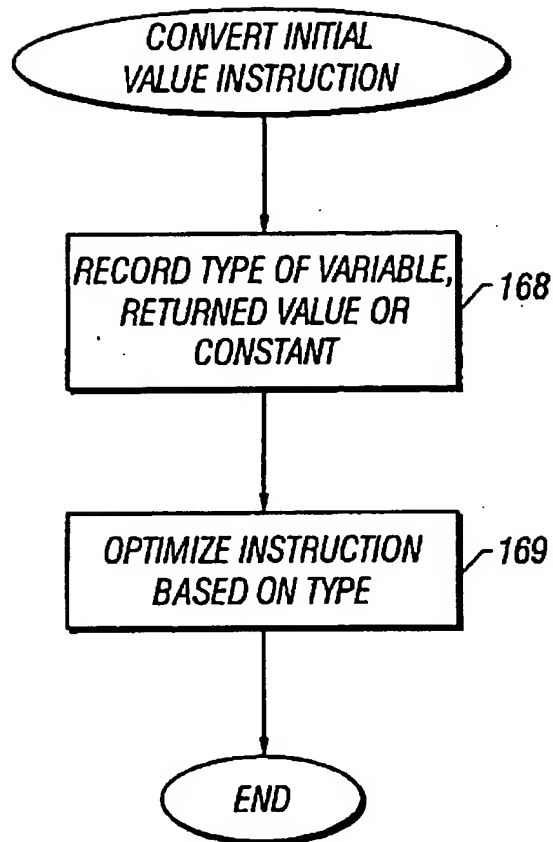 CONVERT INITIAL
VALUE INSTRUCTION
RECORD TYPE OF VARIABLE,
RETURNED VALUE OR
CONSTANT
168
OPTIMIZE INSTRUCTION
BASED ON TYPE
169
END